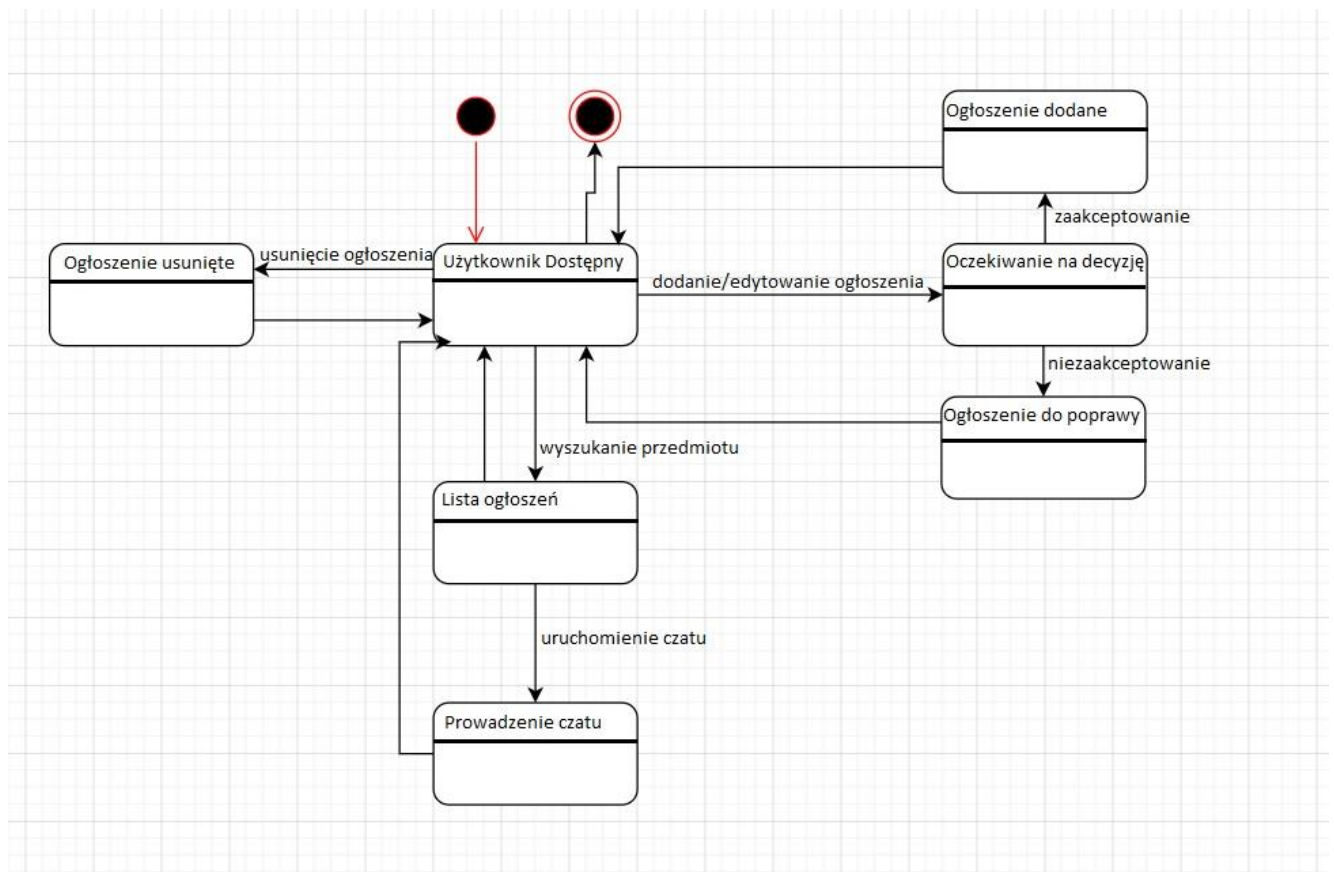 Ogłoszenie dodane
zaakceptowanie
Ogłoszenie usunięte
usunięcie ogłoszenia
Użytkownik Dostępny
dodanie/edytowanie ogłoszenia
Oczekiwanie na decyzję
niezaakceptowanie
Ogłoszenie do poprawy
wyszukanie przedmiotu
Lista ogłoszeń
uruchomienie czatu
Prowadzenie czatu